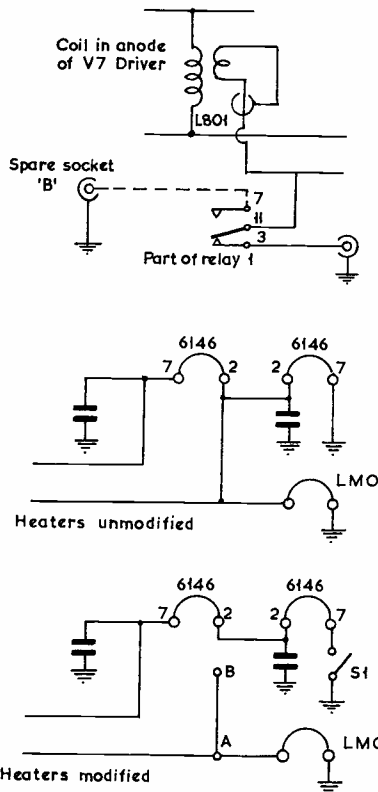 Coil in anode
of V7 Driver
L801
Spare socket
'B'
7
11
3
Part of relay 1
6146 6146
7 2 2 7
LMO
Heaters unmodified
6146 6146
7 2 2 7
B S1
A LMO
Heaters modified